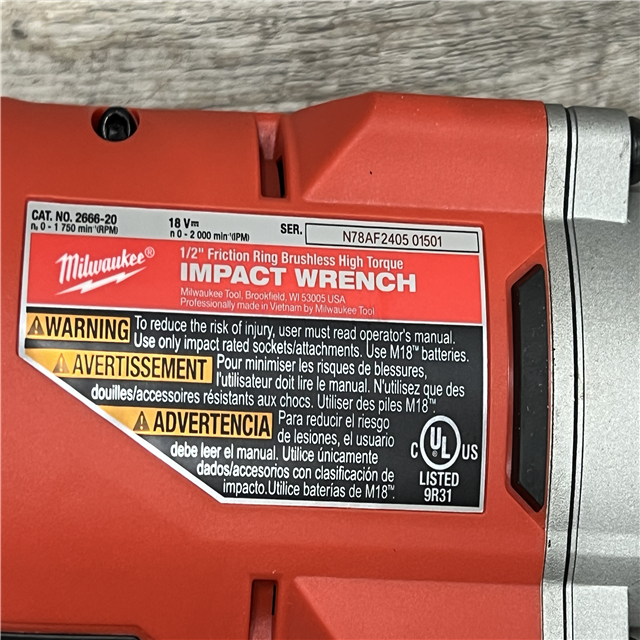 CAT. NO. 2666-20
18 V⎓
SER.
N78AF2405 01501
n₀ 0 - 1 750 min⁻¹(RPM)
n 0 - 2 000 min⁻¹(IPM)
Milwaukee®
1/2" Friction Ring Brushless High Torque
IMPACT WRENCH
Milwaukee Tool, Brookfield, WI 53005 USA
Professionally made in Vietnam by Milwaukee Tool
WARNING To reduce the risk of injury, user must read operator's manual.
Use only impact rated sockets/attachments. Use M18™ batteries.
AVERTISSEMENT Pour minimiser les risques de blessures,
l'utilisateur doit lire le manuel. N'utilisez que des
douilles/accessoires résistants aux chocs. Utiliser des piles M18™.
ADVERTENCIA Para reducir el riesgo
de lesiones, el usuario
debe leer el manual. Utilice únicamente
dados/accesorios con clasificación de
impacto.Utilice baterías de M18™.
C UL ® US
LISTED
9R31